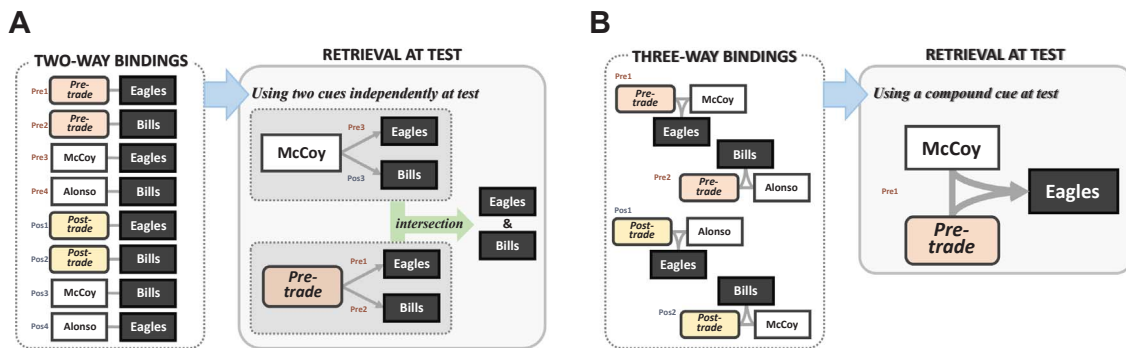 A
TWO-WAY BINDINGS
Pre1
Pre-
trade
Eagles
Pre2
Pre-
trade
Bills
Pre3
McCoy
Eagles
Pre4
Alonso
Bills
Pos1
Post-
trade
Eagles
Pos2
Post-
trade
Bills
Pos3
McCoy
Bills
Pos4
Alonso
Eagles
RETRIEVAL AT TEST
Using two cues independently at test
McCoy
Pre3
Eagles
Pos3
Bills
intersection
Eagles
&
Bills
Pre-
trade
Pre1
Eagles
Pre2
Bills
B
THREE-WAY BINDINGS
Pre1
Pre-
trade
McCoy
Eagles
Bills
Pre2
Pre-
trade
Alonso
Pos1
Post-
trade
Alonso
Eagles
Bills
Pos2
Post-
trade
McCoy
RETRIEVAL AT TEST
Using a compound cue at test
McCoy
Pre1
Eagles
Pre-
trade